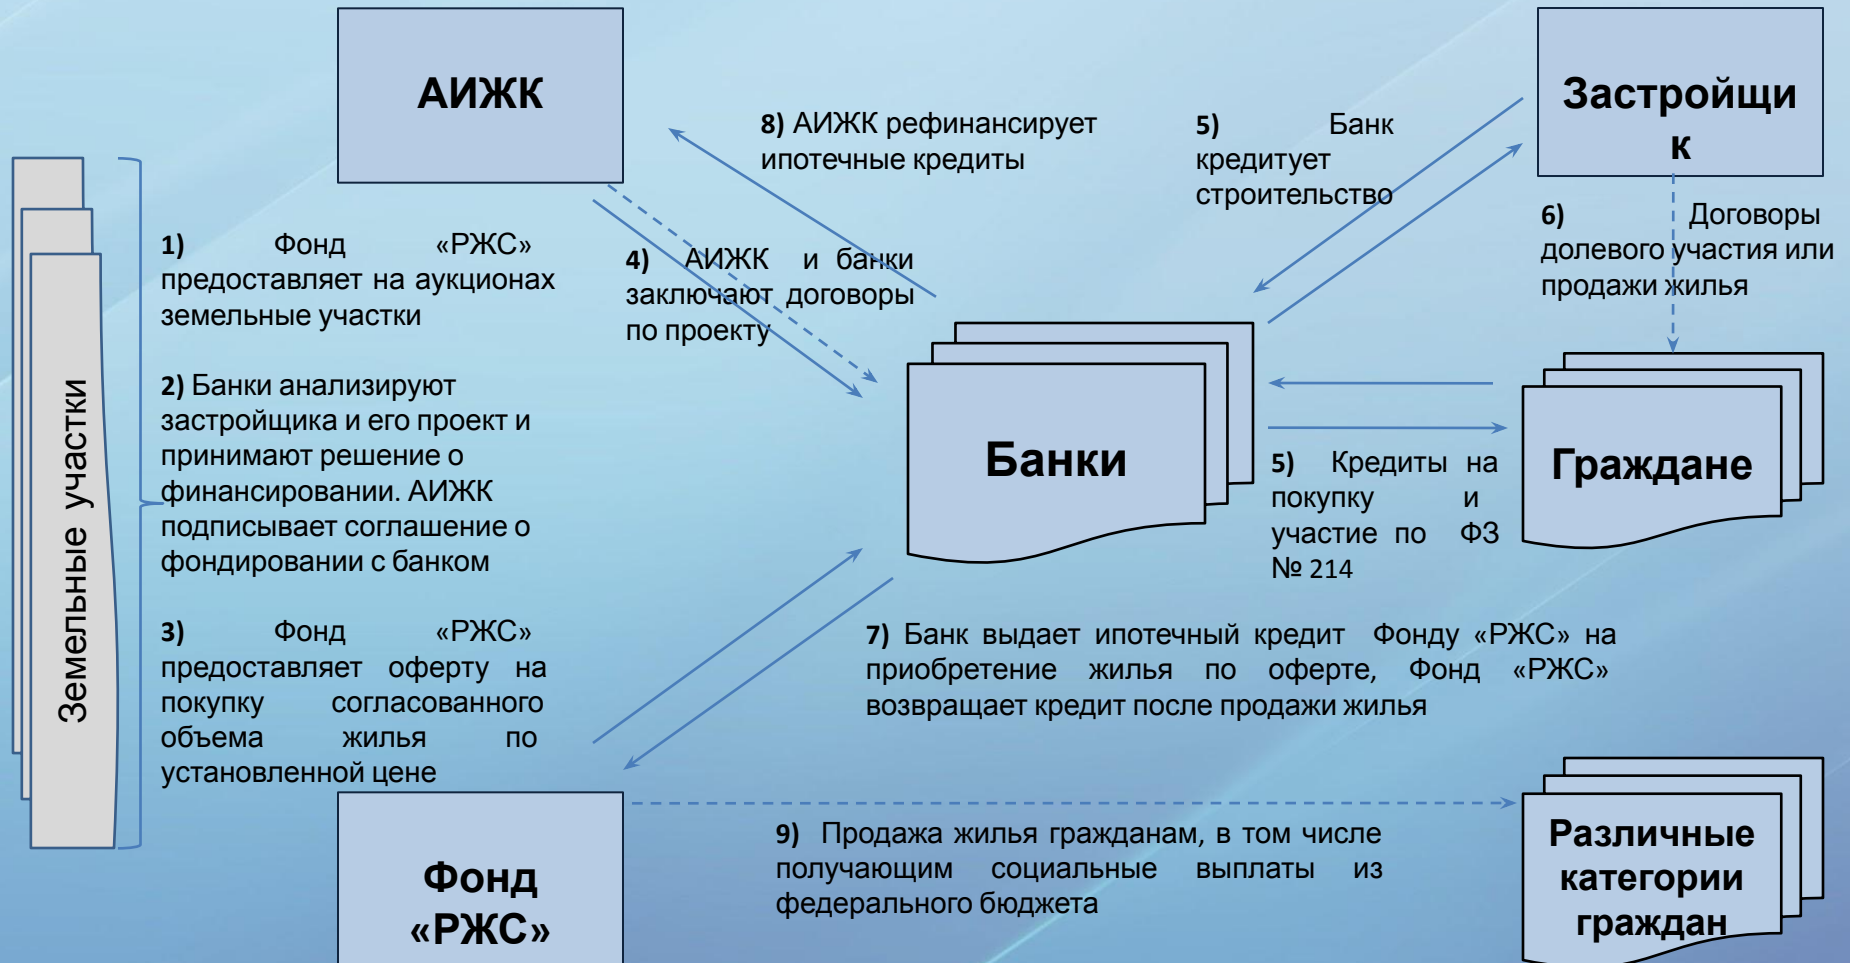 АИЖК
Застройщи
к
8) АИЖК рефинансирует
ипотечные кредиты
5) Банк
кредитует
строительство
Земельные участки
1) Фонд «РЖС»
предоставляет на аукционах
земельные участки
4) АИЖК и банки
заключают договоры
по проекту
6) Договоры
долевого участия или
продажи жилья
2) Банки анализируют
застройщика и его проект и
принимают решение о
финансировании. АИЖК
подписывает соглашение о
фондировании с банком
Банки
5) Кредиты на
покупку и
участие по ФЗ
№ 214
Граждане
3) Фонд «РЖС»
предоставляет оферту на
покупку согласованного
объема жилья по
установленной цене
7) Банк выдает ипотечный кредит Фонду «РЖС» на
приобретение жилья по оферте, Фонд «РЖС»
возвращает кредит после продажи жилья
Фонд
«РЖС»
9) Продажа жилья гражданам, в том числе
получающим социальные выплаты из
федерального бюджета
Различные
категории
граждан